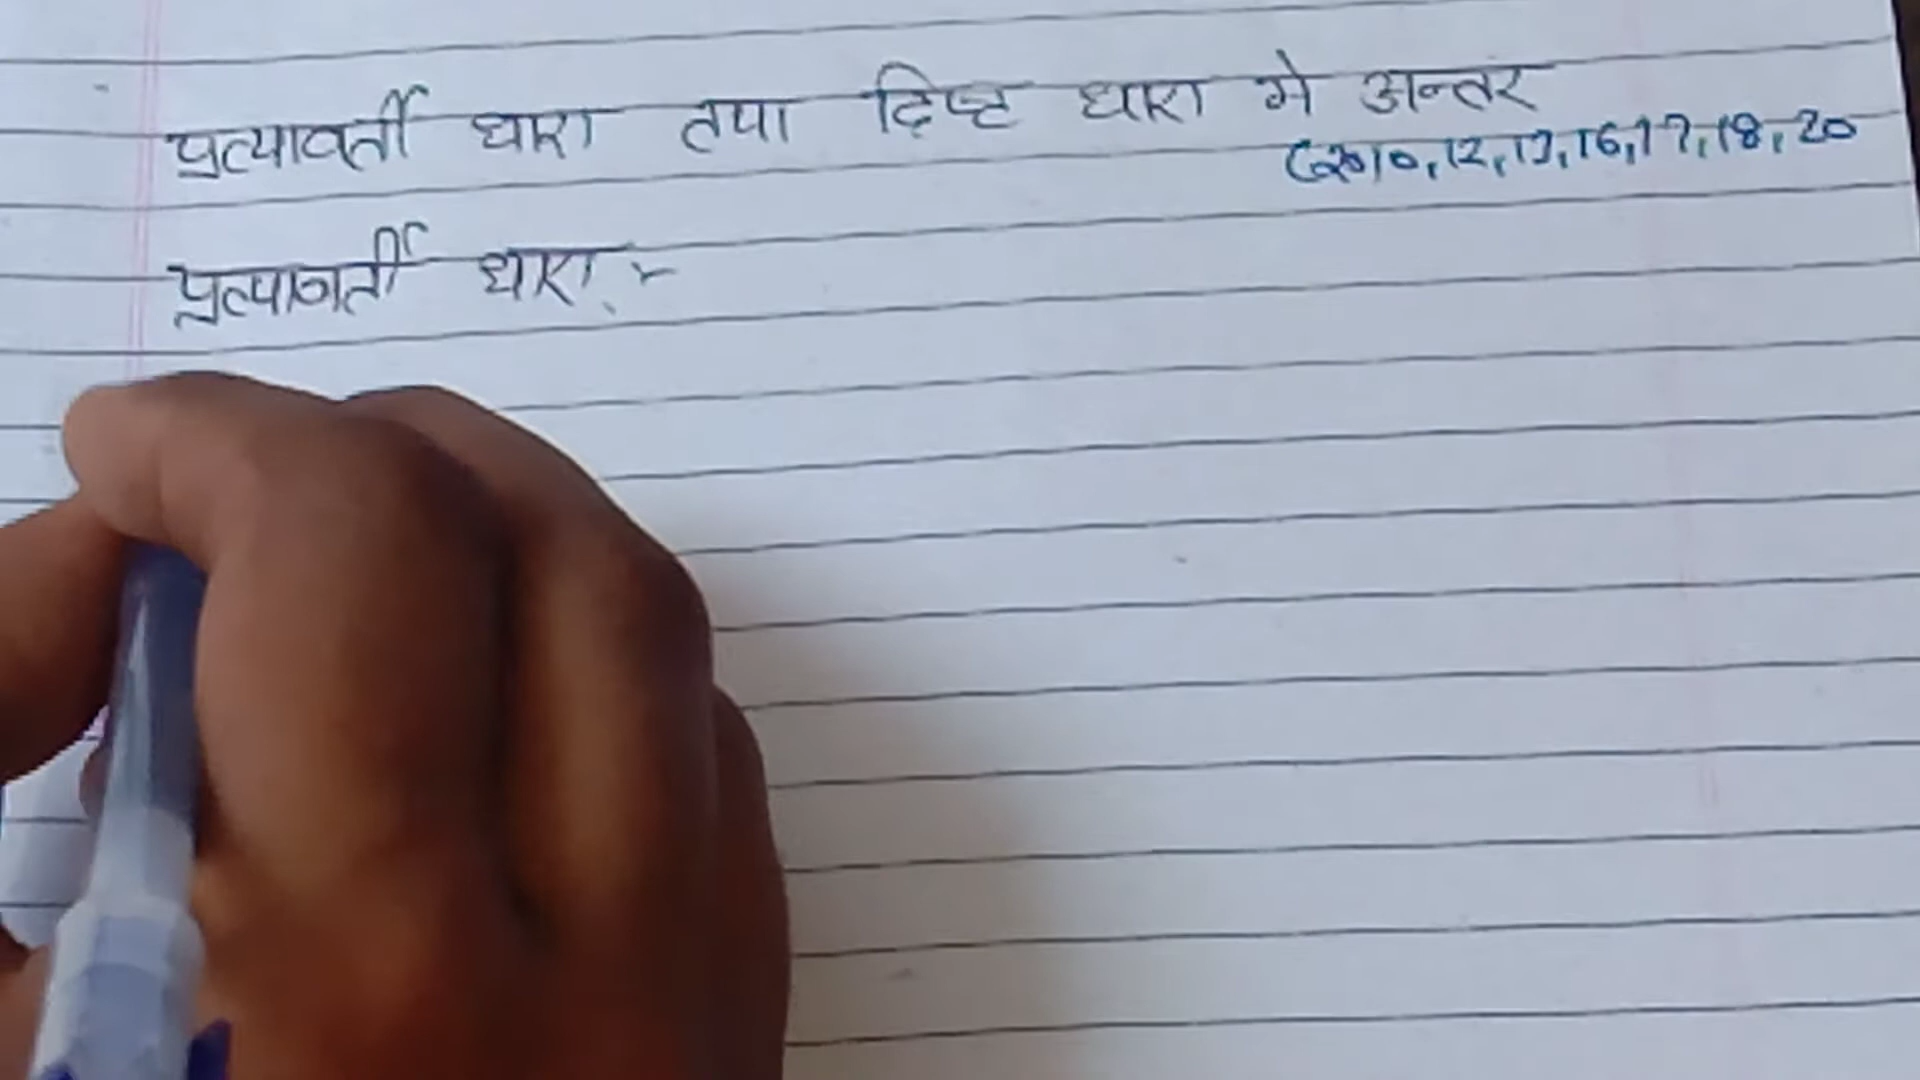 प्रत्यावर्ती धारा तथा दिष्ट धारा मे अन्तर
(2010, 12, 13, 16, 17, 18, 20
प्रत्यावर्ती धारा :-